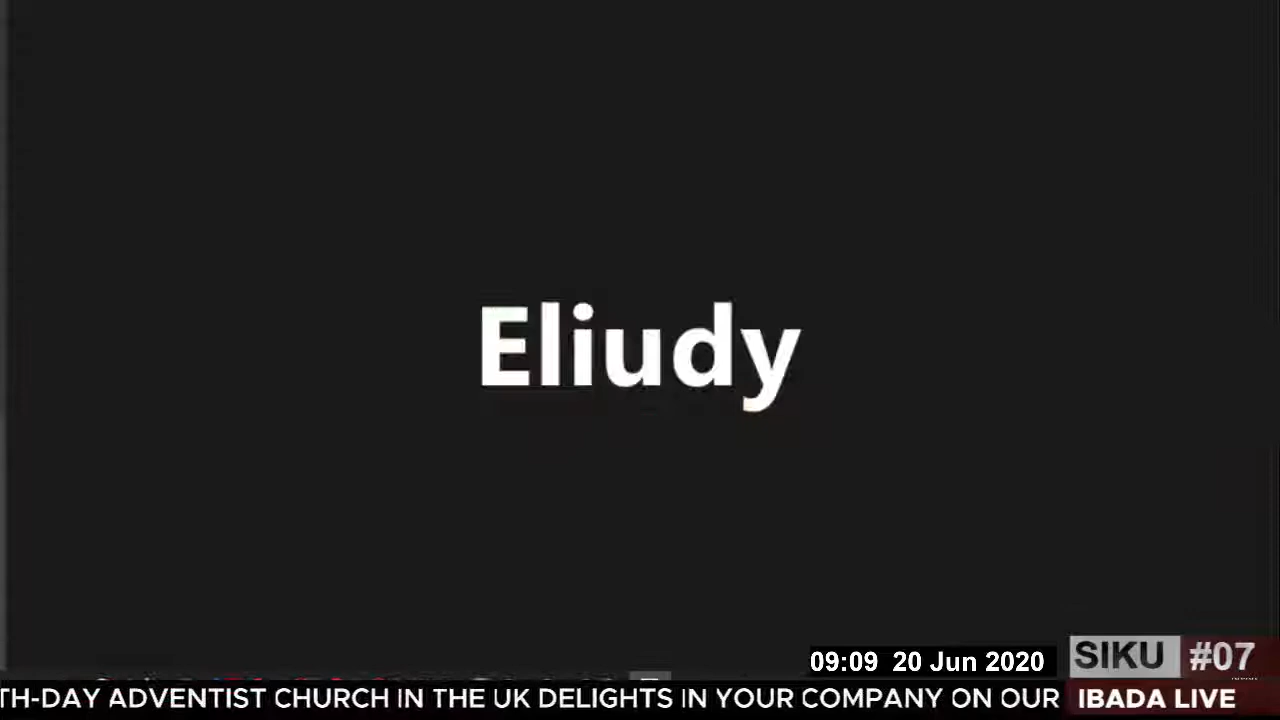 Eliudy
09:09 20 Jun 2020
SIKU #07
TH-DAY ADVENTIST CHURCH IN THE UK DELIGHTS IN YOUR COMPANY ON OUR
IBADA LIVE